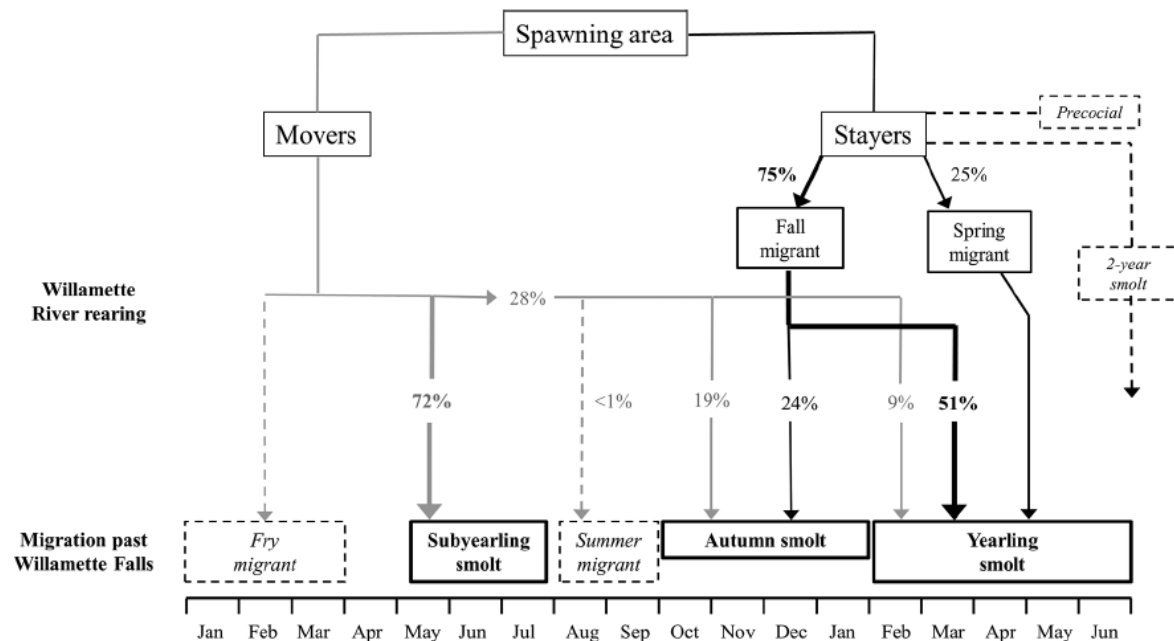 Spawning area
Movers
Stayers
Precocial
75%
25%
Fall
migrant
Spring
migrant
2-year
smolt
Willamette
River rearing
28%
72%
<1%
19%
24%
9%
51%
Migration past
Willamette Falls
Fry
migrant
Subyearling
smolt
Summer
migrant
Autumn smolt
Yearling
smolt
Jan Feb Mar Apr May Jun Jul Aug Sep Oct Nov Dec Jan Feb Mar Apr May Jun